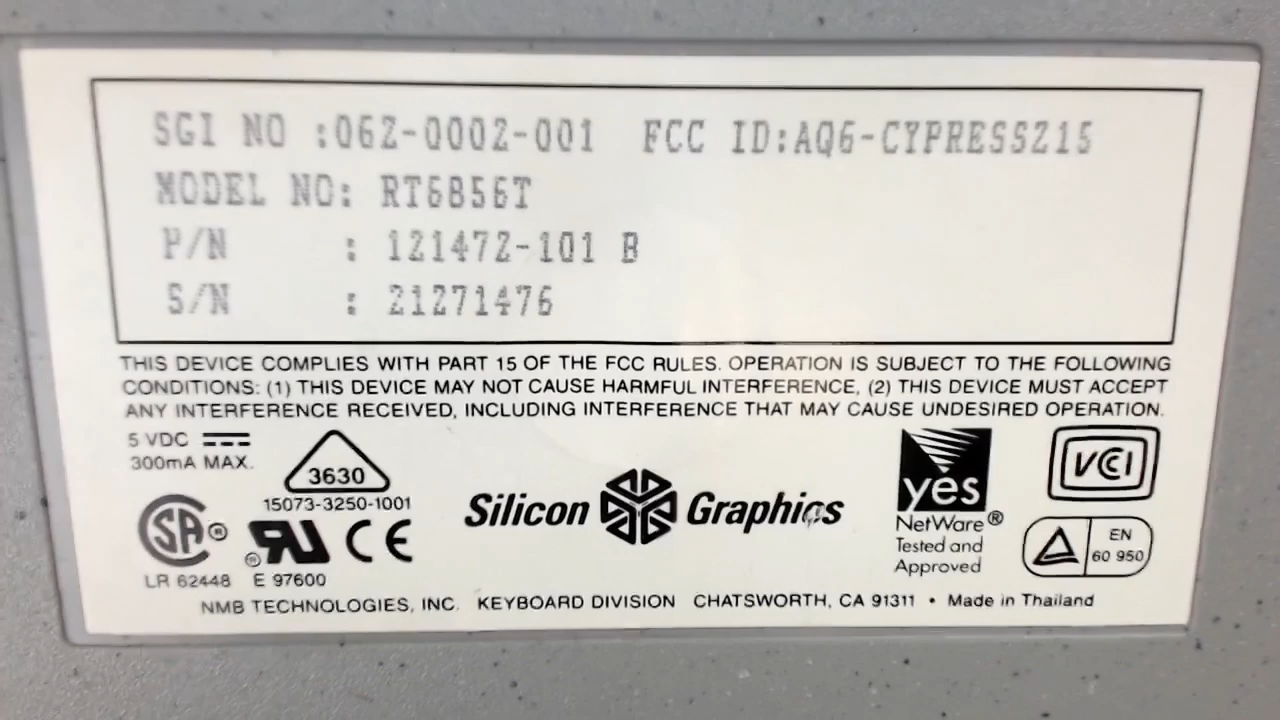 SGI NO :062-0002-001 FCC ID:AQ6-CYPRESSZ15
MODEL NO: RT6856T
P/N : 121472-101 B
S/N : 21271476
THIS DEVICE COMPLIES WITH PART 15 OF THE FCC RULES. OPERATION IS SUBJECT TO THE FOLLOWING
CONDITIONS: (1) THIS DEVICE MAY NOT CAUSE HARMFUL INTERFERENCE, (2) THIS DEVICE MUST ACCEPT
ANY INTERFERENCE RECEIVED, INCLUDING INTERFERENCE THAT MAY CAUSE UNDESIRED OPERATION.
5 VDC
300mA MAX.
3630
15073-3250-1001
SA ®
LR 62448
®RU
E 97600
CE
Silicon Graphics
yes
NetWare®
Tested and
Approved
VCCI
EN
60 950
NMB TECHNOLOGIES, INC. KEYBOARD DIVISION CHATSWORTH, CA 91311 • Made in Thailand